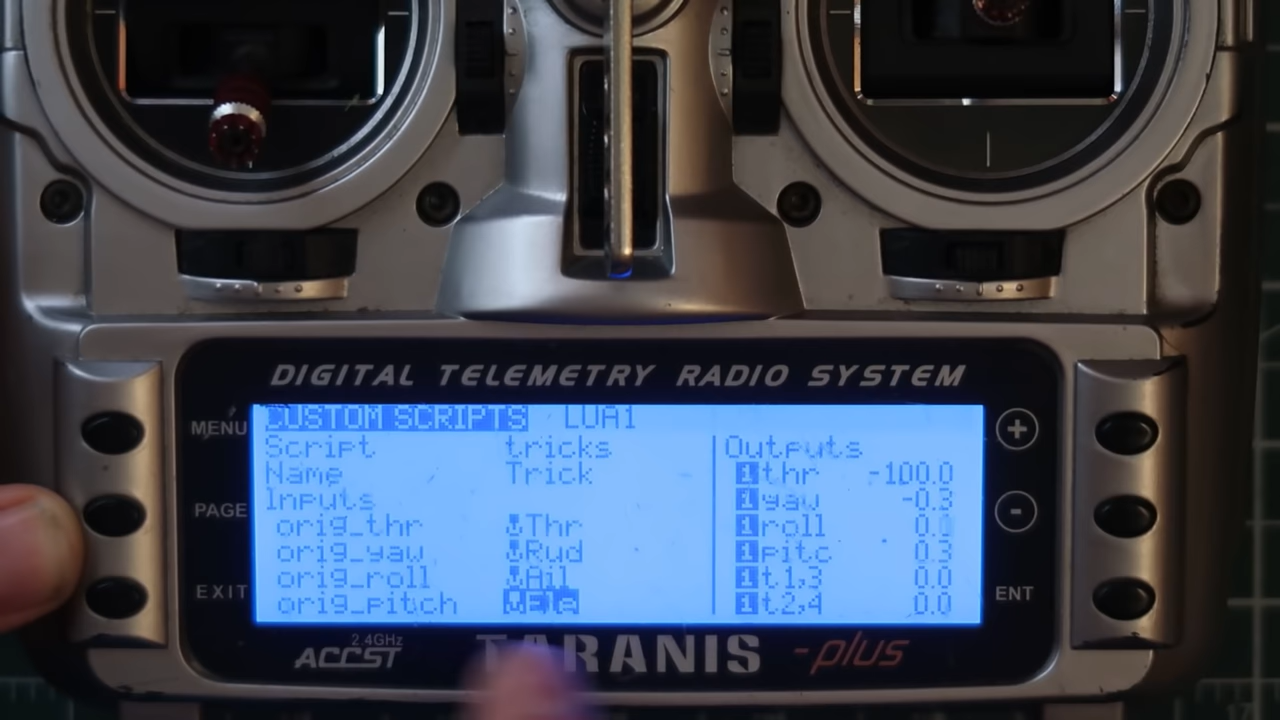 DIGITAL TELEMETRY RADIO SYSTEM
MENU
PAGE
EXIT
CUSTOM SCRIPTS LUA1
Script tricks
Name Trick
Inputs
orig_thr Thr
orig_yaw Rud
orig_roll Ail
orig_pitch Ele
Outputs
1 thr -100.0
1 yaw -0.3
1 roll 0.0
1 pitc 0.3
1 t1,3 0.0
1 t2,4 0.0
+
-
ENT
2.4GHz
ACCST
TARANIS -plus